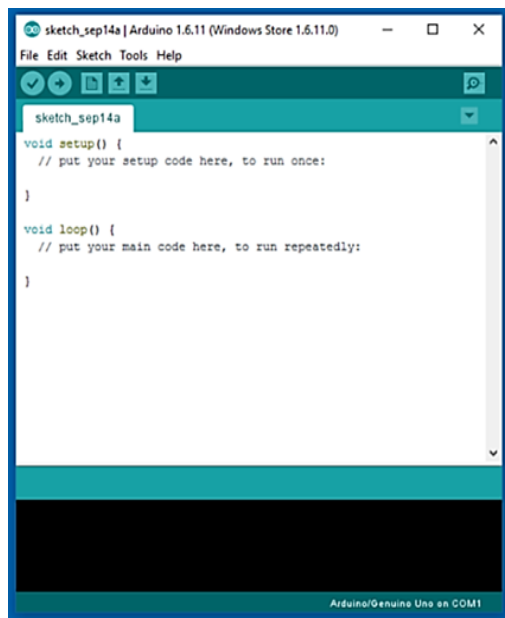 sketch_sep14a | Arduino 1.6.11 (Windows Store 1.6.11.0)
File Edit Sketch Tools Help
sketch_sep14a
void setup() {
  // put your setup code here, to run once:
}
void loop() {
  // put your main code here, to run repeatedly:
}
Arduino/Genuino Uno on COM1